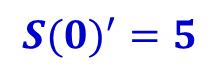 S(0)′ = 5